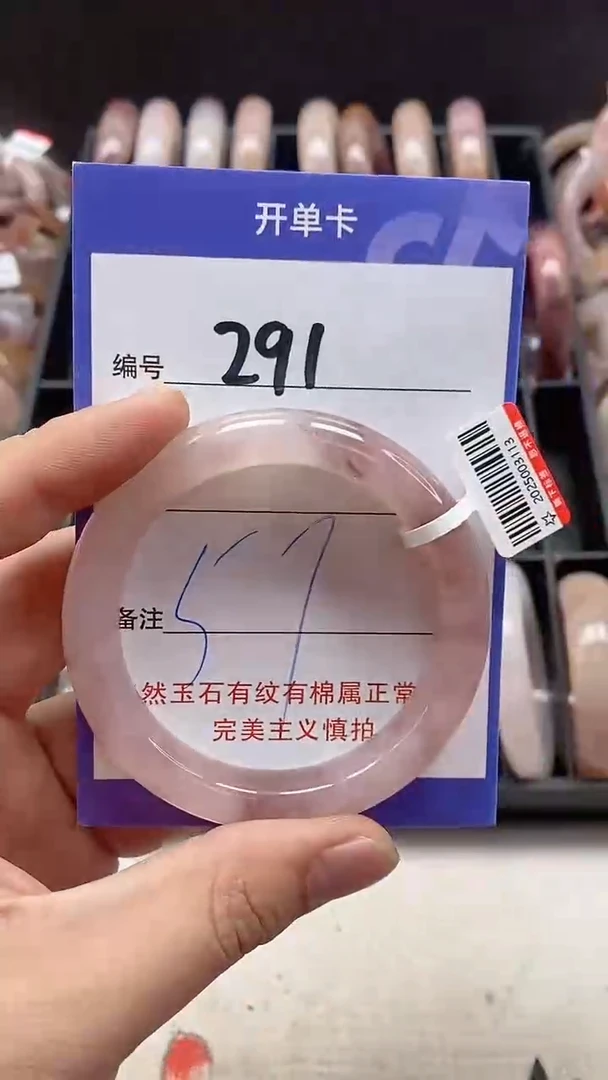 开单卡
编号 291
2025003113
备注 57
然玉石有纹有棉属正常
完美主义慎拍